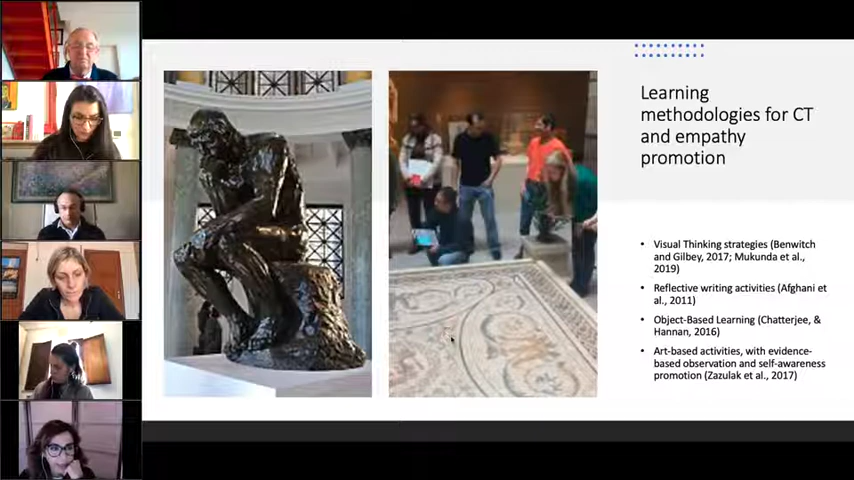 Learning
methodologies for CT
and empathy
promotion
• Visual Thinking strategies (Benwitch
and Gilbey, 2017; Mukunda et al.,
2019)
• Reflective writing activities (Afghani et
al., 2011)
• Object-Based Learning (Chatterjee, &
Hannan, 2016)
• Art-based activities, with evidence-
based observation and self-awareness
promotion (Zazulak et al., 2017)